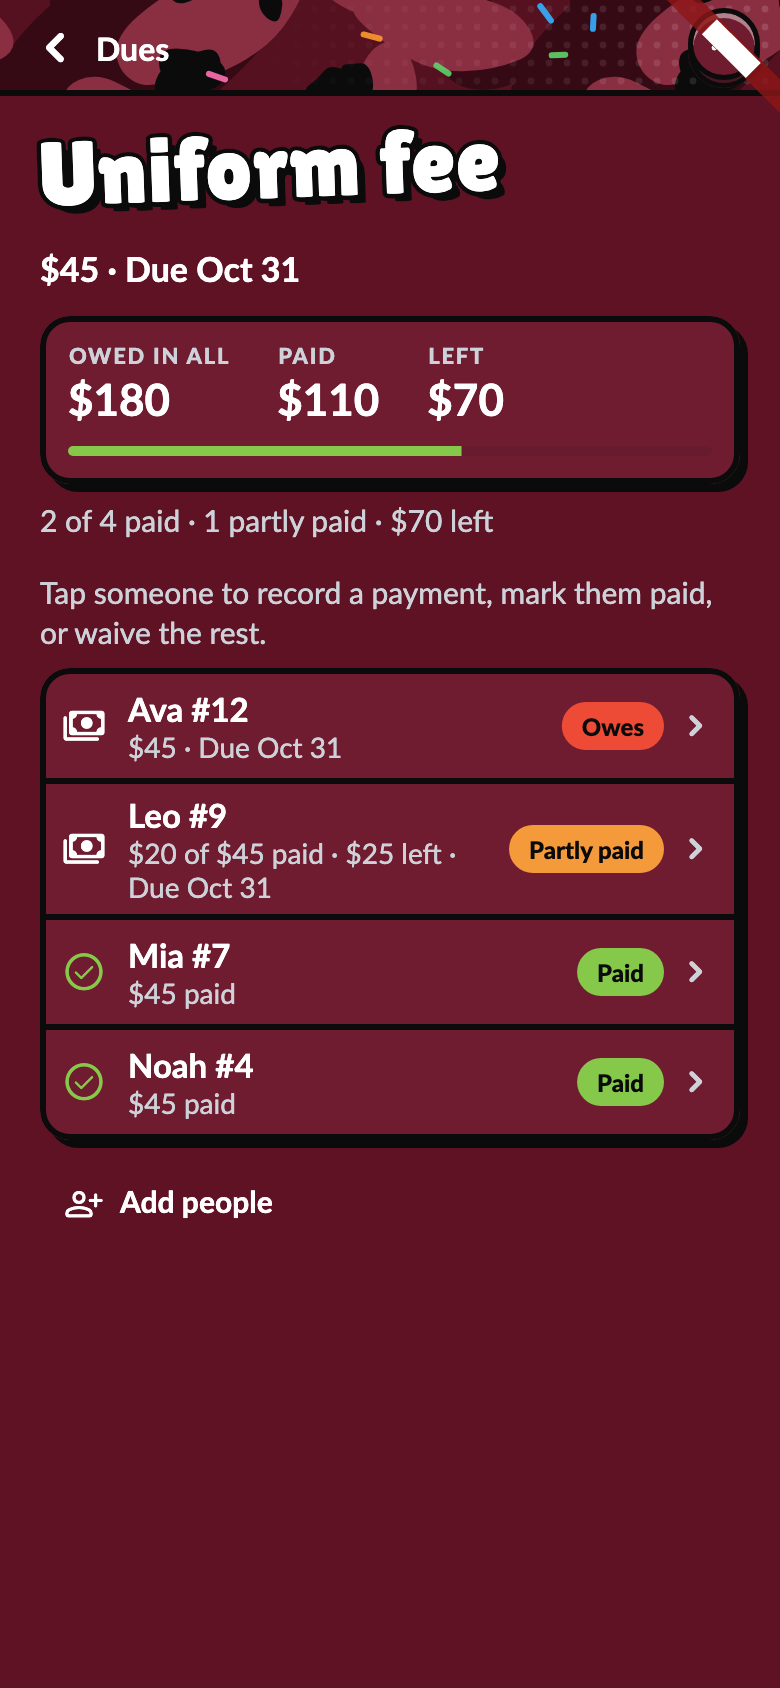 Dues
Uniform fee
$45 · Due Oct 31
OWED IN ALL PAID LEFT
$180 $110 $70
2 of 4 paid · 1 partly paid · $70 left
Tap someone to record a payment, mark them paid,
or waive the rest.
Ava #12
$45 · Due Oct 31
Owes
Leo #9
$20 of $45 paid · $25 left ·
Due Oct 31
Partly paid
Mia #7
$45 paid
Paid
Noah #4
$45 paid
Paid
Add people